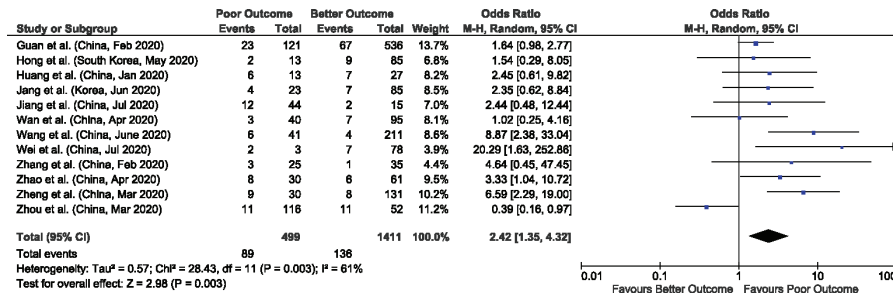 Poor Outcome Better Outcome Odds Ratio Odds Ratio
Study or Subgroup Events Total Events Total Weight M-H, Random, 95% CI M-H, Random, 95% CI
Guan et al. (China, Feb 2020) 23 121 67 536 13.7% 1.64 [0.98, 2.77]
Hong et al. (South Korea, May 2020) 2 13 9 85 6.4% 1.54 [0.29, 8.05]
Huang et al. (China, Jan 2020) 6 13 7 27 7.8% 2.45 [0.61, 9.82]
Jang et al. (Korea, Jun 2020) 4 23 7 85 8.2% 2.35 [0.62, 8.84]
Jiang et al. (China, Jul 2020) 12 44 2 15 6.5% 2.44 [0.48, 12.44]
Wan et al (China, Apr 2020) 3 40 7 95 7.8% 1.02 [0.25, 4.16]
Wang et al. (China, June 2020) 6 41 4 211 8.3% 8.87 [2.38, 33.04]
Wei et al. (China, Jul 2020) 2 3 7 78 3.5% 20.29 [1.63, 252.86]
Zhang et al. (China, Feb 2020) 3 25 1 35 4.1% 4.64 [0.45, 47.45]
Zhao et al. (China, Apr 2020) 8 30 6 61 9.3% 3.33 [1.04, 10.72]
Zheng et al. (China, Mar 2020) 9 30 8 131 10.2% 6.59 [2.29, 19.00]
Zhou et al. (China, Mar 2020) 11 116 11 52 11.2% 0.39 [0.16, 0.97]
Total (95% CI) 499 1411 100.0% 2.42 [1.35, 4.32]
Total events 89 136
Heterogeneity: Tau² = 0.57; Chi² = 28.43, df = 11 (P = 0.003); I² = 61%
Test for overall effect: Z = 2.98 (P = 0.003)
0.01 0.1 1 10 100
Favours Better Outcome Favours Poor Outcome